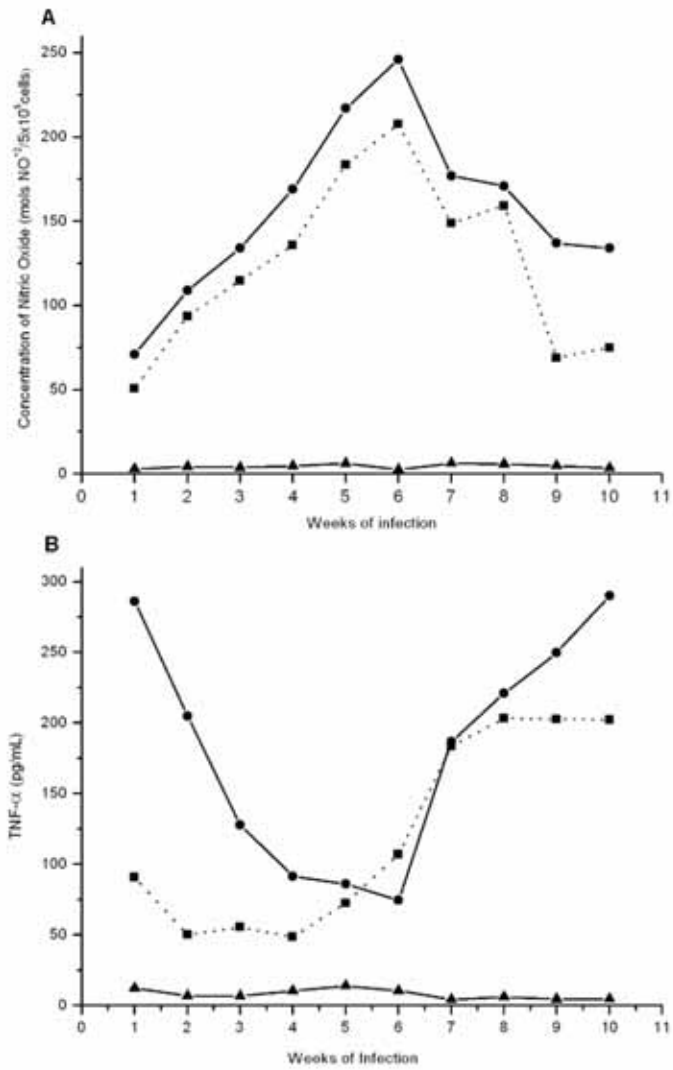 A
Concentration of Nitric Oxide (mols NO⁺²/5x10⁵cells)
250
200
150
100
50
0
0 1 2 3 4 5 6 7 8 9 10 11
Weeks of infection
B
TNF-α (pg/mL)
300
250
200
150
100
50
0
0 1 2 3 4 5 6 7 8 9 10 11
Weeks of Infection